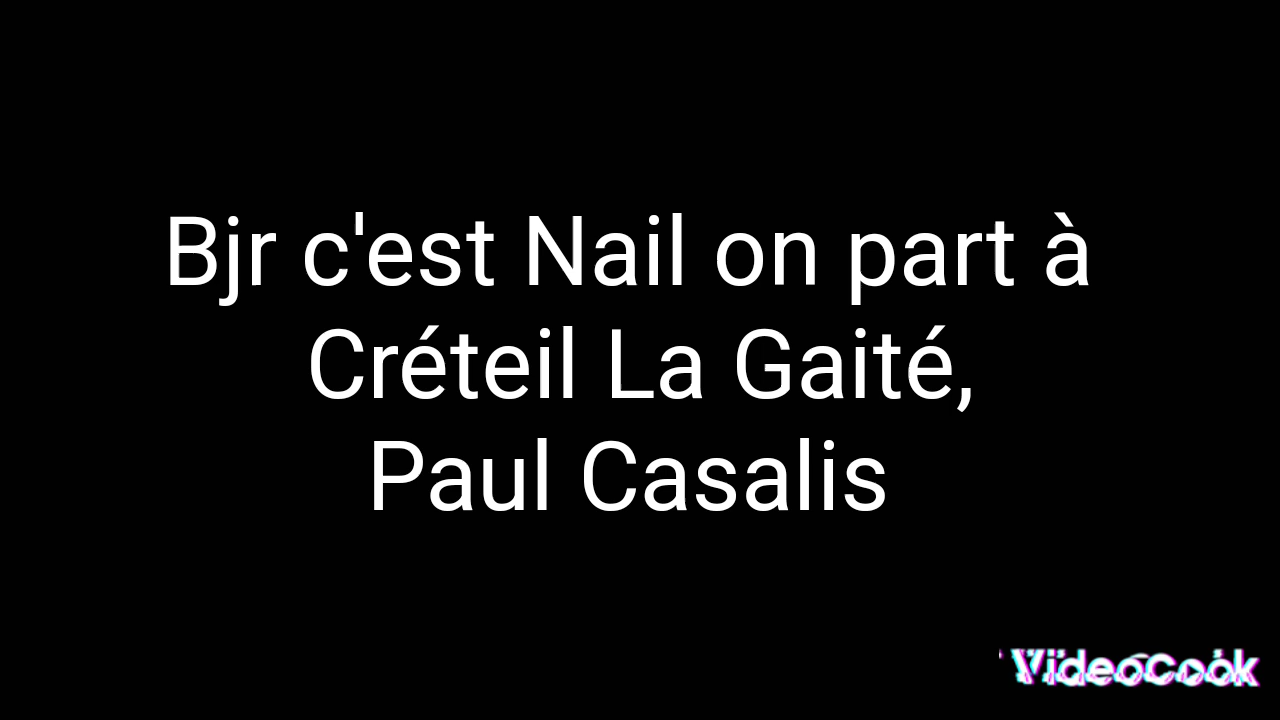 Bjr c'est Nail on part à
Créteil La Gaité,
Paul Casalis
VideoCook